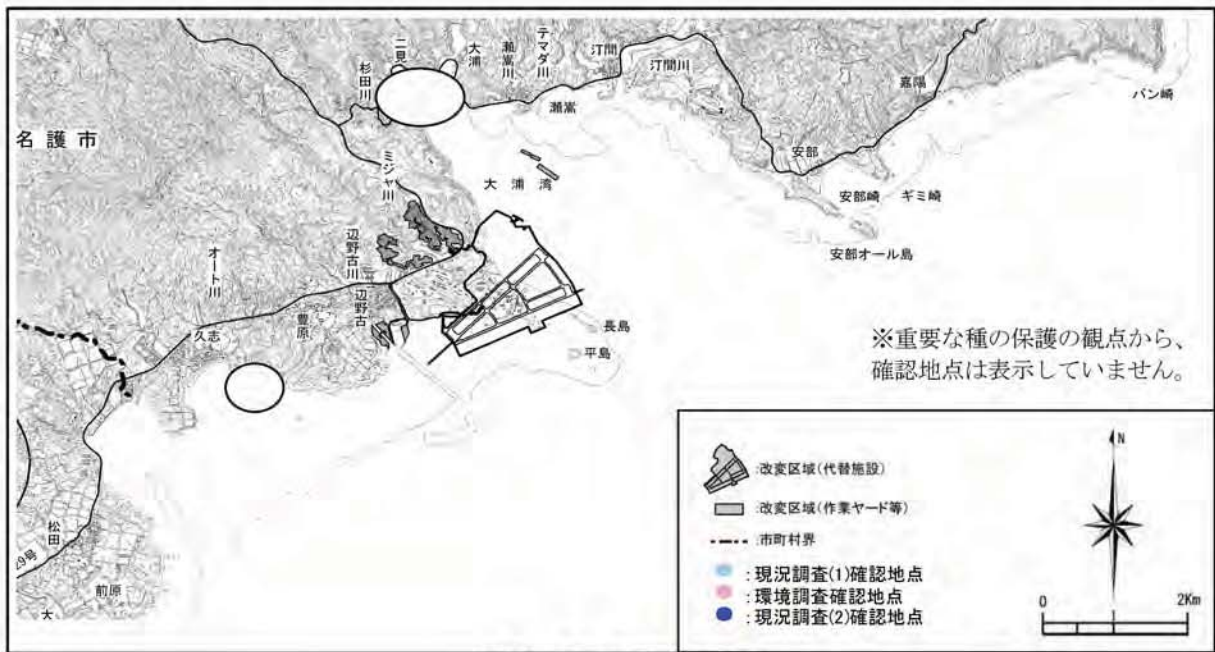 名護市
杉田川
二見
大浦
瀬嵩川
テマダ川
汀間
汀間川
瀬嵩
嘉陽
バン崎
安部
安部崎
ギミ崎
安部オール島
大浦湾
ミジャ川
辺野古川
辺野古
オート川
久志
豊原
長島
平島
松田
前原
大
29号
※重要な種の保護の観点から、
確認地点は表示していません。
:改変区域(代替施設)
:改変区域(作業ヤード等)
:市町村界
:現況調査(1)確認地点
:環境調査確認地点
:現況調査(2)確認地点
N
0 2Km